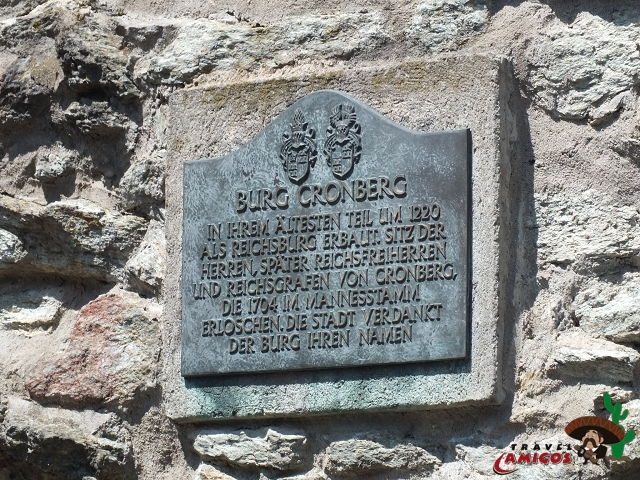 BURG CRONBERG
IN IHREM ÄLTESTEN TEIL UM 1220
ALS REICHSBURG ERBAUT. SITZ DER
HERREN, SPÄTER REICHSFREIHERREN
UND REICHSGRAFEN VON CRONBERG,
DIE 1704 IM MANNESSTAMM
ERLOSCHEN. DIE STADT VERDANKT
DER BURG IHREN NAMEN
TRAVEL
AMIGOS